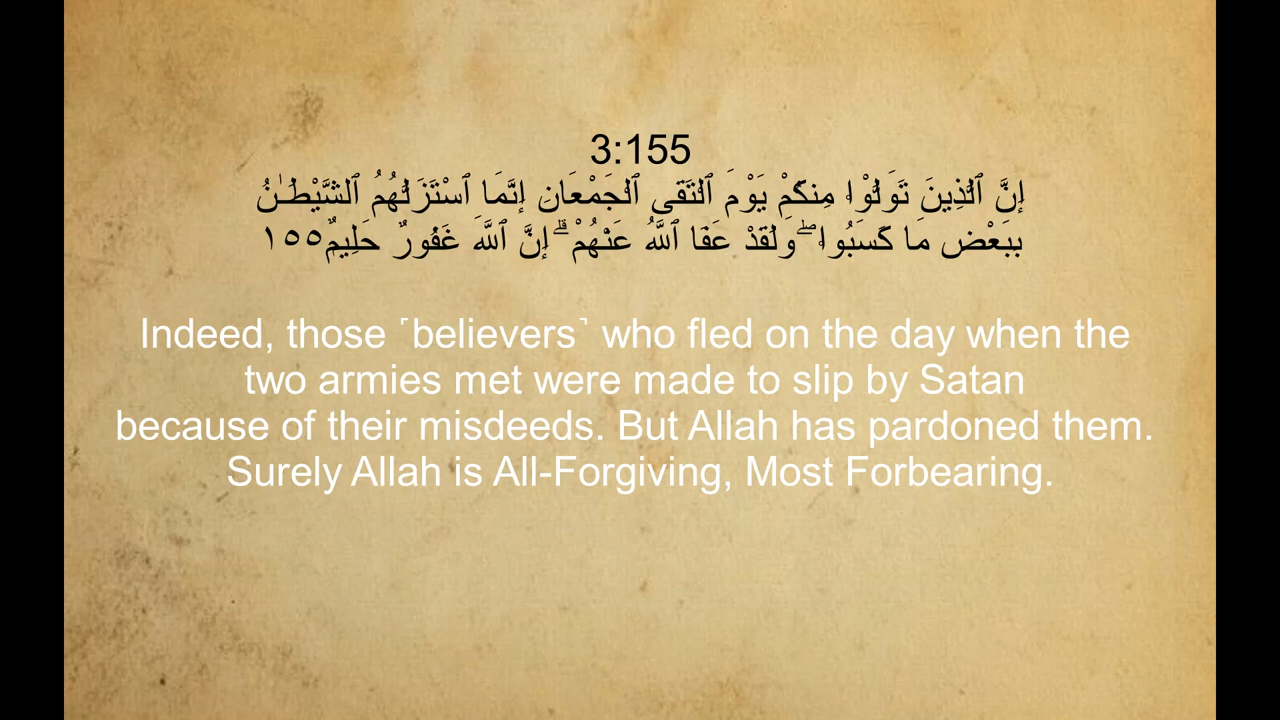 3:155
إِنَّ ٱلَّذِينَ تَوَلَّوْا۟ مِنكُمْ يَوْمَ ٱلْتَقَى ٱلْجَمْعَانِ إِنَّمَا ٱسْتَزَلَّهُمُ ٱلشَّيْطَـٰنُ
بِبَعْضِ مَا كَسَبُوا۟ ۖ وَلَقَدْ عَفَا ٱللَّهُ عَنْهُمْ ۗ إِنَّ ٱللَّهَ غَفُورٌ حَلِيمٌ ١٥٥
Indeed, those ˹believers˺ who fled on the day when the
two armies met were made to slip by Satan
because of their misdeeds. But Allah has pardoned them.
Surely Allah is All-Forgiving, Most Forbearing.